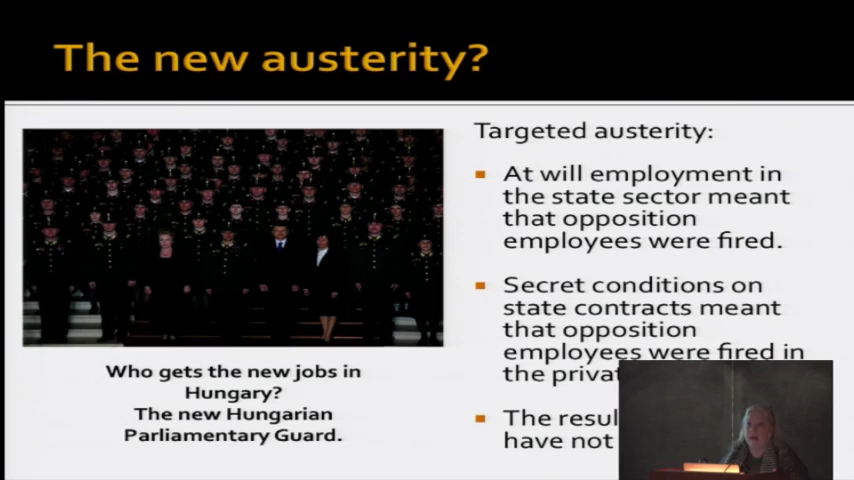 The new austerity?
Targeted austerity:
At will employment in
the state sector meant
that opposition
employees were fired.
Secret conditions on
state contracts meant
that opposition
employees were fired in
the
The
have not
Who gets the new jobs in
Hungary?
The new Hungarian
Parliamentary Guard.